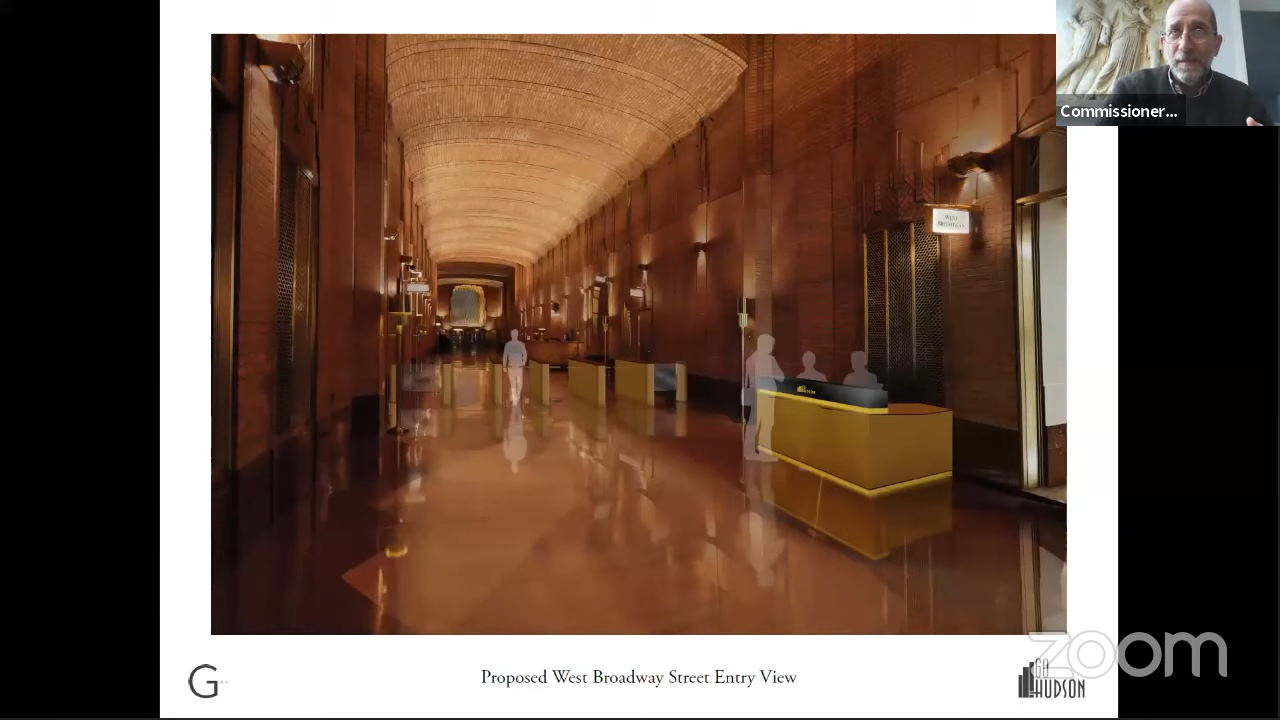 Commissioner...
WEST
BROADWAY
Proposed West Broadway Street Entry View
G
60
HUDSON
zoom